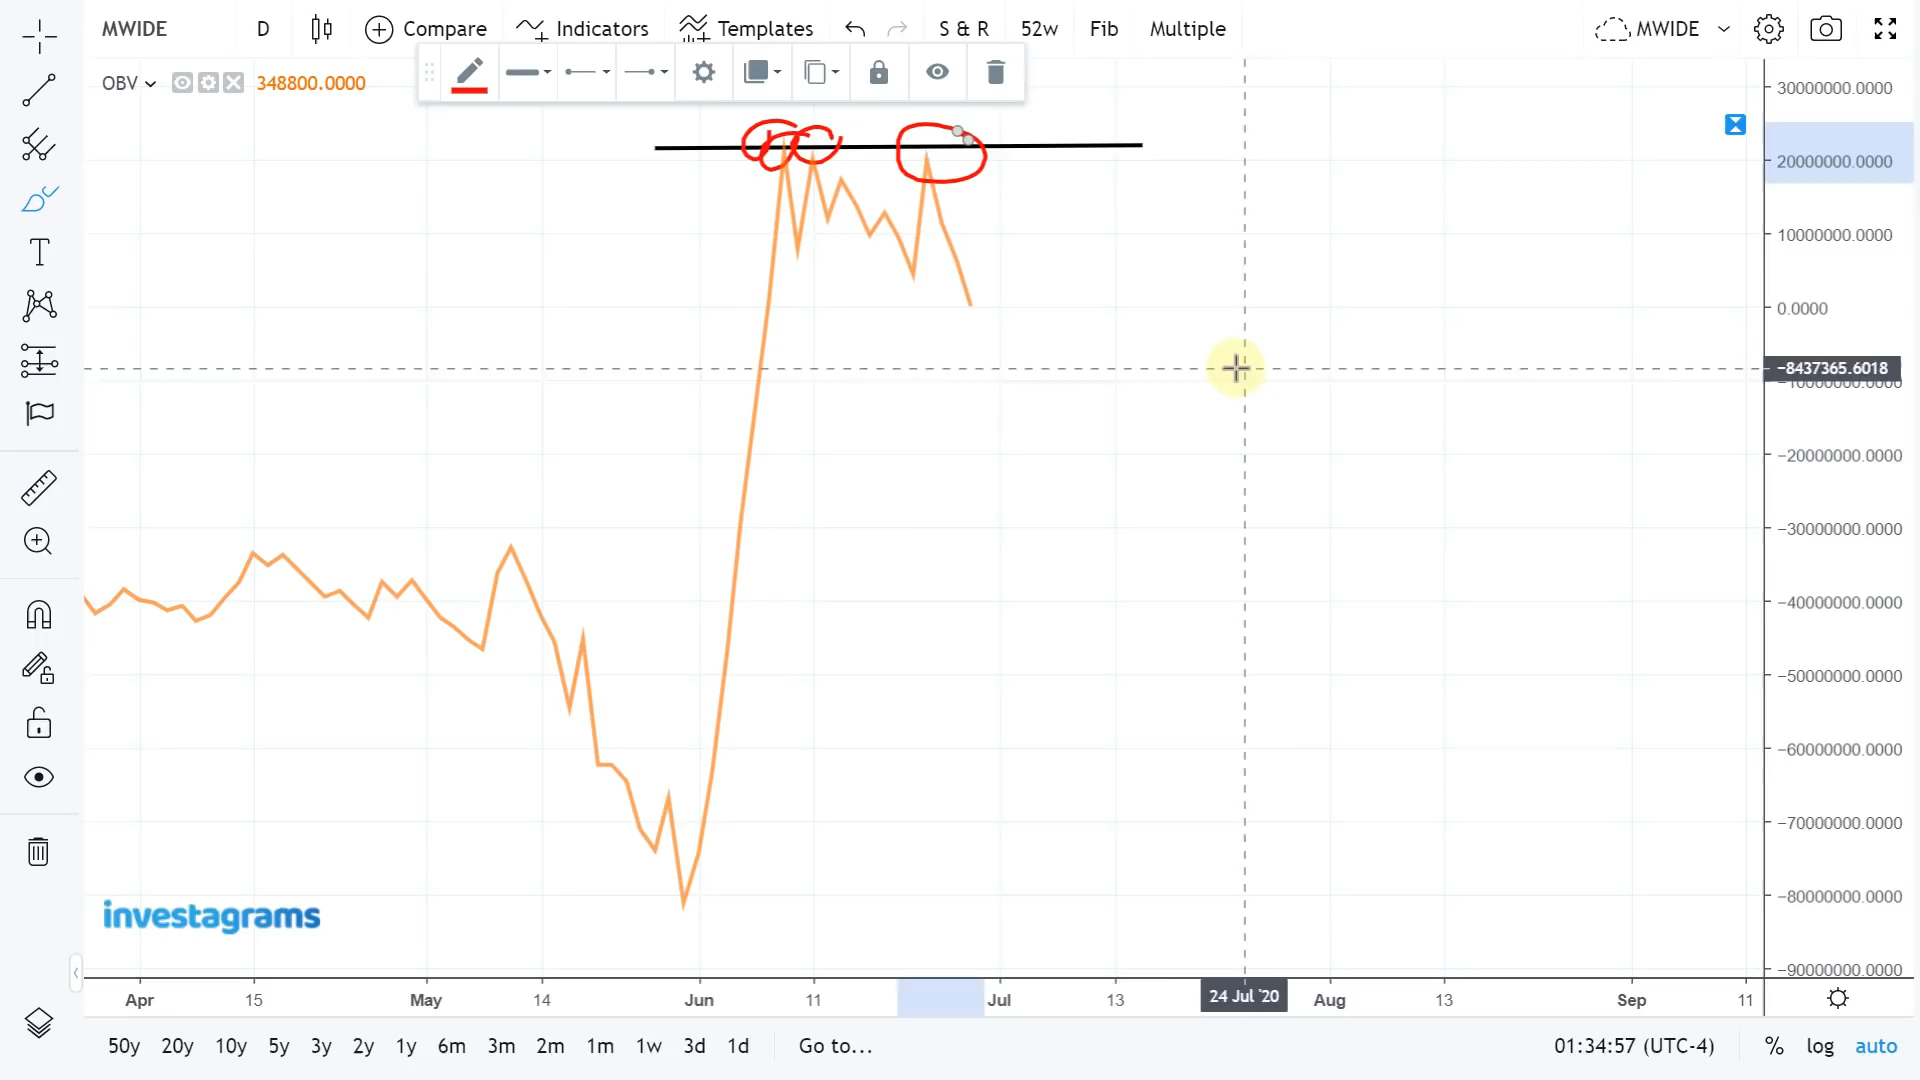 MWIDE D Compare Indicators Templates S & R 52w Fib Multiple MWIDE
OBV 348800.0000
30000000.0000
20000000.0000
10000000.0000
0.0000
−8437365.6018
−10000000.0000
−20000000.0000
−30000000.0000
−40000000.0000
−50000000.0000
−60000000.0000
−70000000.0000
−80000000.0000
−90000000.0000
investagrams
Apr 15 May 14 Jun 11 Jul 13 24 Jul '20 Aug 13 Sep 11
50y 20y 10y 5y 3y 2y 1y 6m 3m 2m 1m 1w 3d 1d Go to... 01:34:57 (UTC-4) % log auto